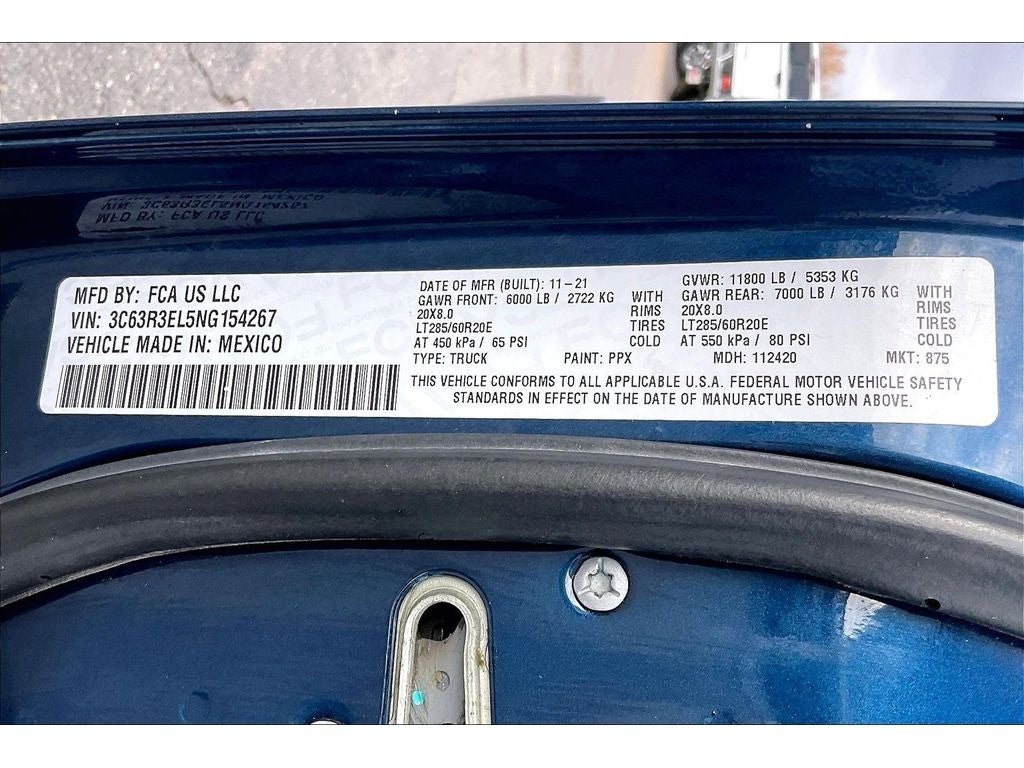 MFD BY: FCA US LLC
VIN: 3C63R3EL5NG154267
VEHICLE MADE IN: MEXICO
DATE OF MFR (BUILT): 11-21
GAWR FRONT: 6000 LB / 2722 KG WITH
20X8.0 RIMS
LT285/60R20E TIRES
AT 450 kPa / 65 PSI COLD
TYPE: TRUCK PAINT: PPX
GVWR: 11800 LB / 5353 KG
GAWR REAR: 7000 LB / 3176 KG WITH
20X8.0 RIMS
LT285/60R20E TIRES
AT 550 kPa / 80 PSI COLD
MDH: 112420 MKT: 875
THIS VEHICLE CONFORMS TO ALL APPLICABLE U.S.A. FEDERAL MOTOR VEHICLE SAFETY
STANDARDS IN EFFECT ON THE DATE OF MANUFACTURE SHOWN ABOVE.